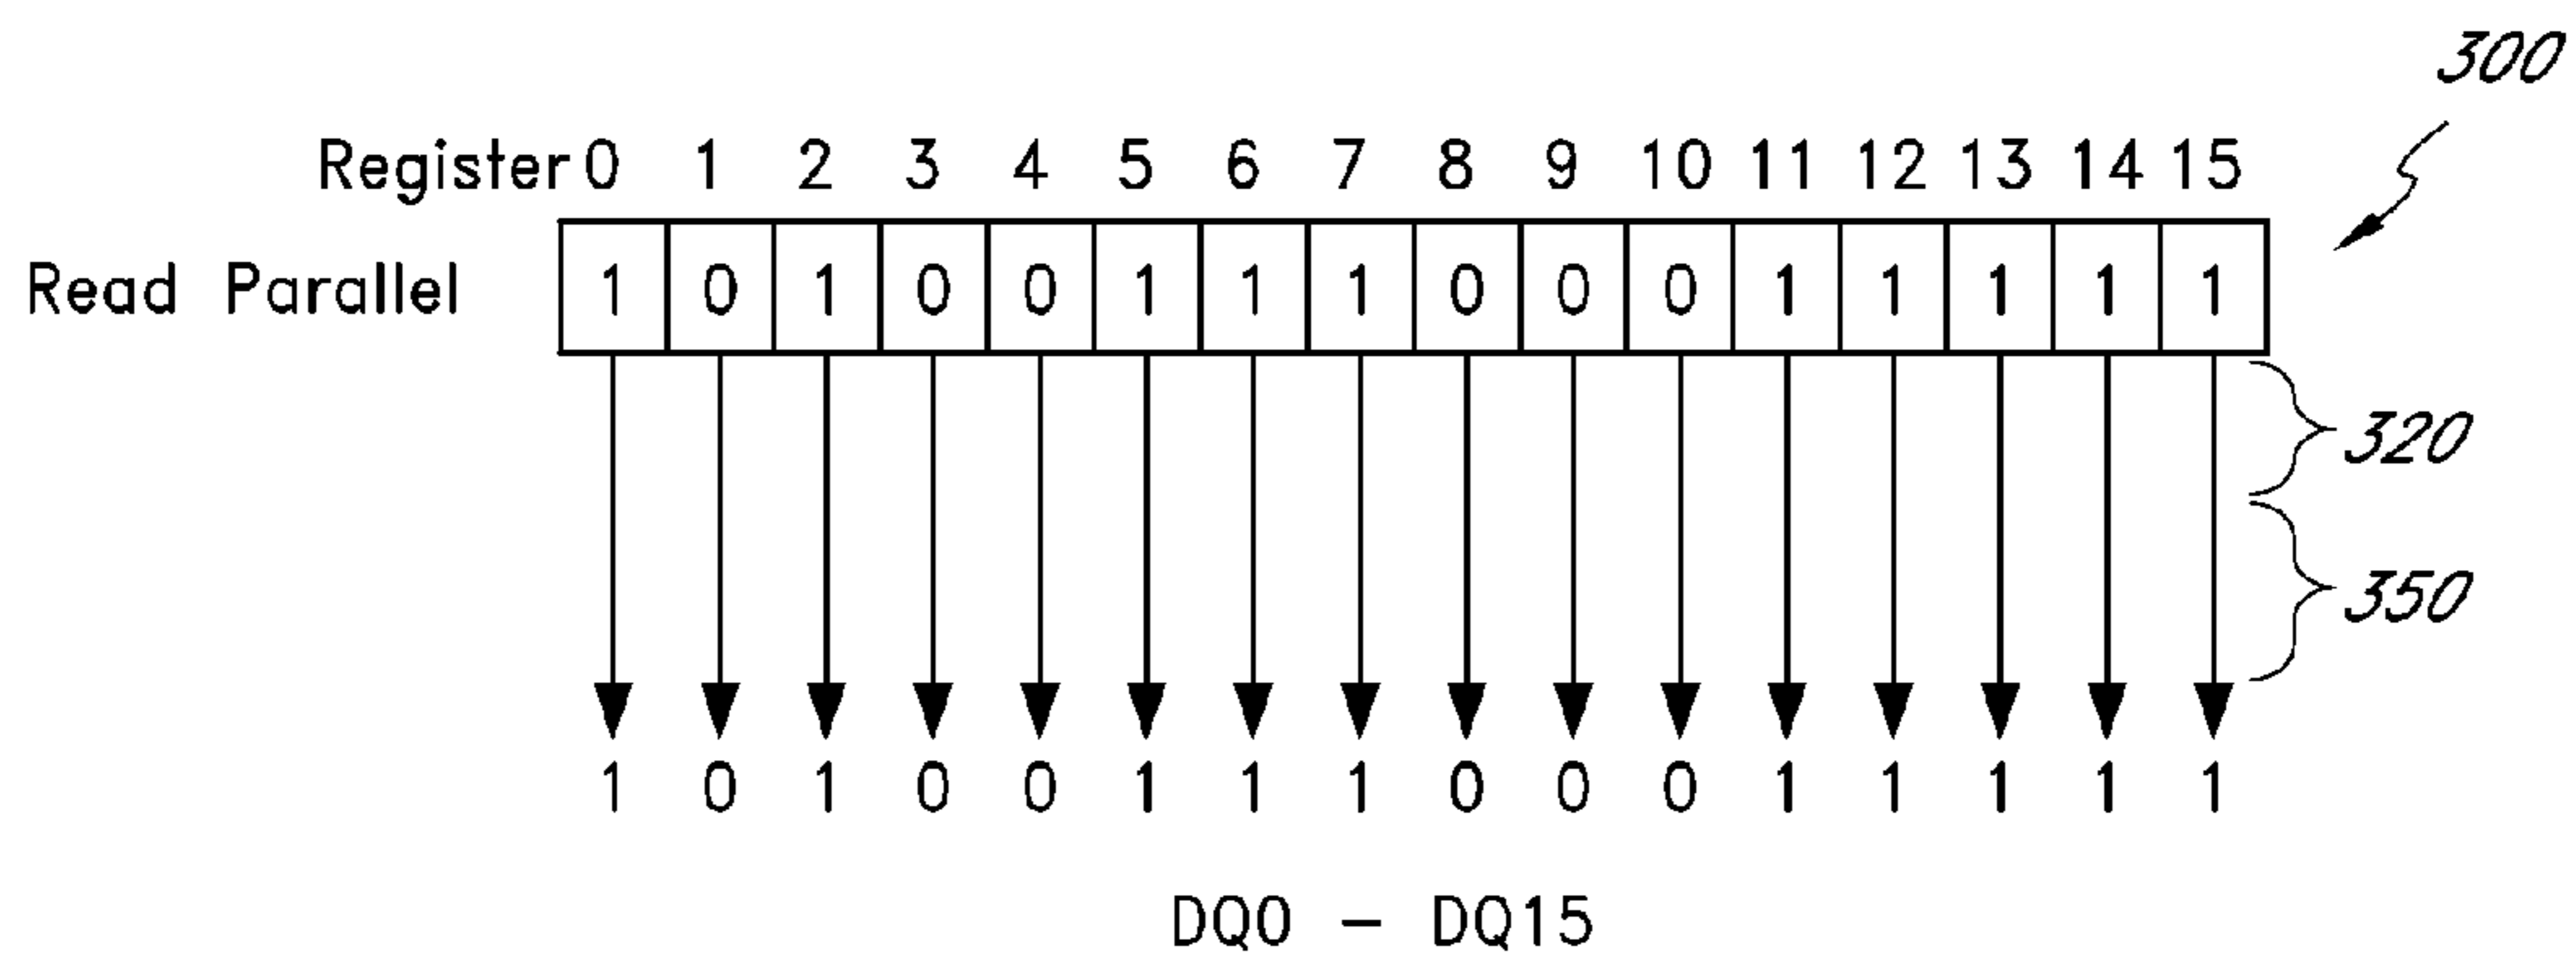 300
Register 0 1 2 3 4 5 6 7 8 9 10 11 12 13 14 15
Read Parallel 1 0 1 0 0 1 1 1 0 0 0 1 1 1 1 1
320
350
1 0 1 0 0 1 1 1 0 0 0 1 1 1 1 1
DQ0 – DQ15